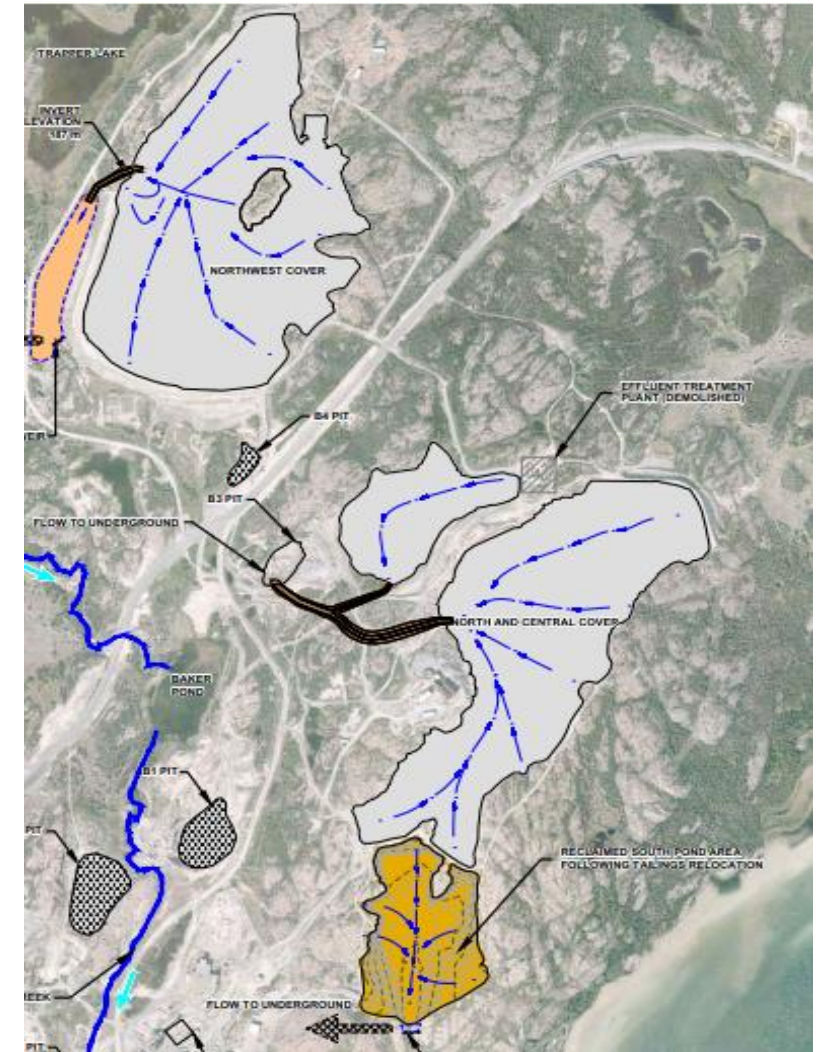 TRAPPER LAKE
INVERT
ELEVATION
187 m
NORTHWEST COVER
EFFLUENT TREATMENT
PLANT (DEMOLISHED)
B4 PIT
B3 PIT
FLOW TO UNDERGROUND
NORTH AND CENTRAL COVER
BAKER
POND
B1 PIT
PIT
RECLAIMED SOUTH POND AREA
FOLLOWING TAILINGS RELOCATION
REEK
FLOW TO UNDERGROUND
PIT